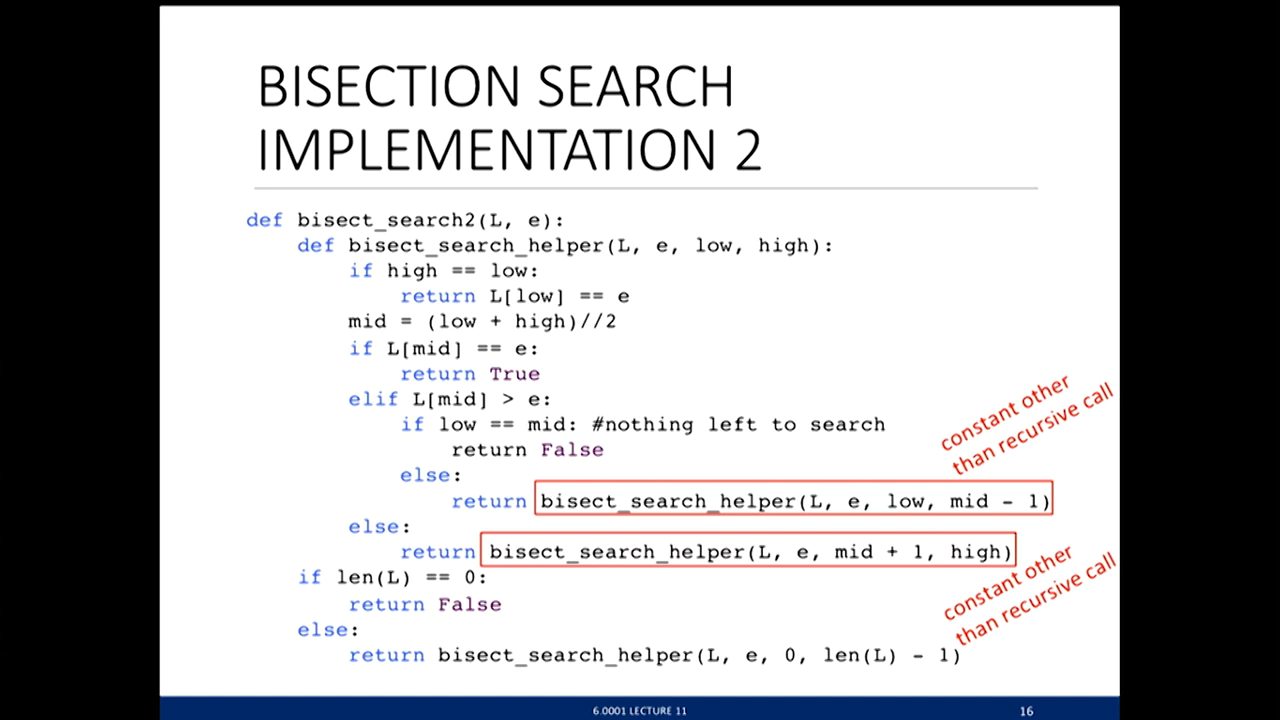 BISECTION SEARCH
IMPLEMENTATION 2
def bisect_search2(L, e):
    def bisect_search_helper(L, e, low, high):
        if high == low:
            return L[low] == e
        mid = (low + high)//2
        if L[mid] == e:
            return True
        elif L[mid] > e:
            if low == mid: #nothing left to search
                return False
            else:
                return bisect_search_helper(L, e, low, mid - 1)
        else:
            return bisect_search_helper(L, e, mid + 1, high)
    if len(L) == 0:
        return False
    else:
        return bisect_search_helper(L, e, 0, len(L) - 1)
constant other
than recursive call
constant other
than recursive call
6.0001 LECTURE 11
16